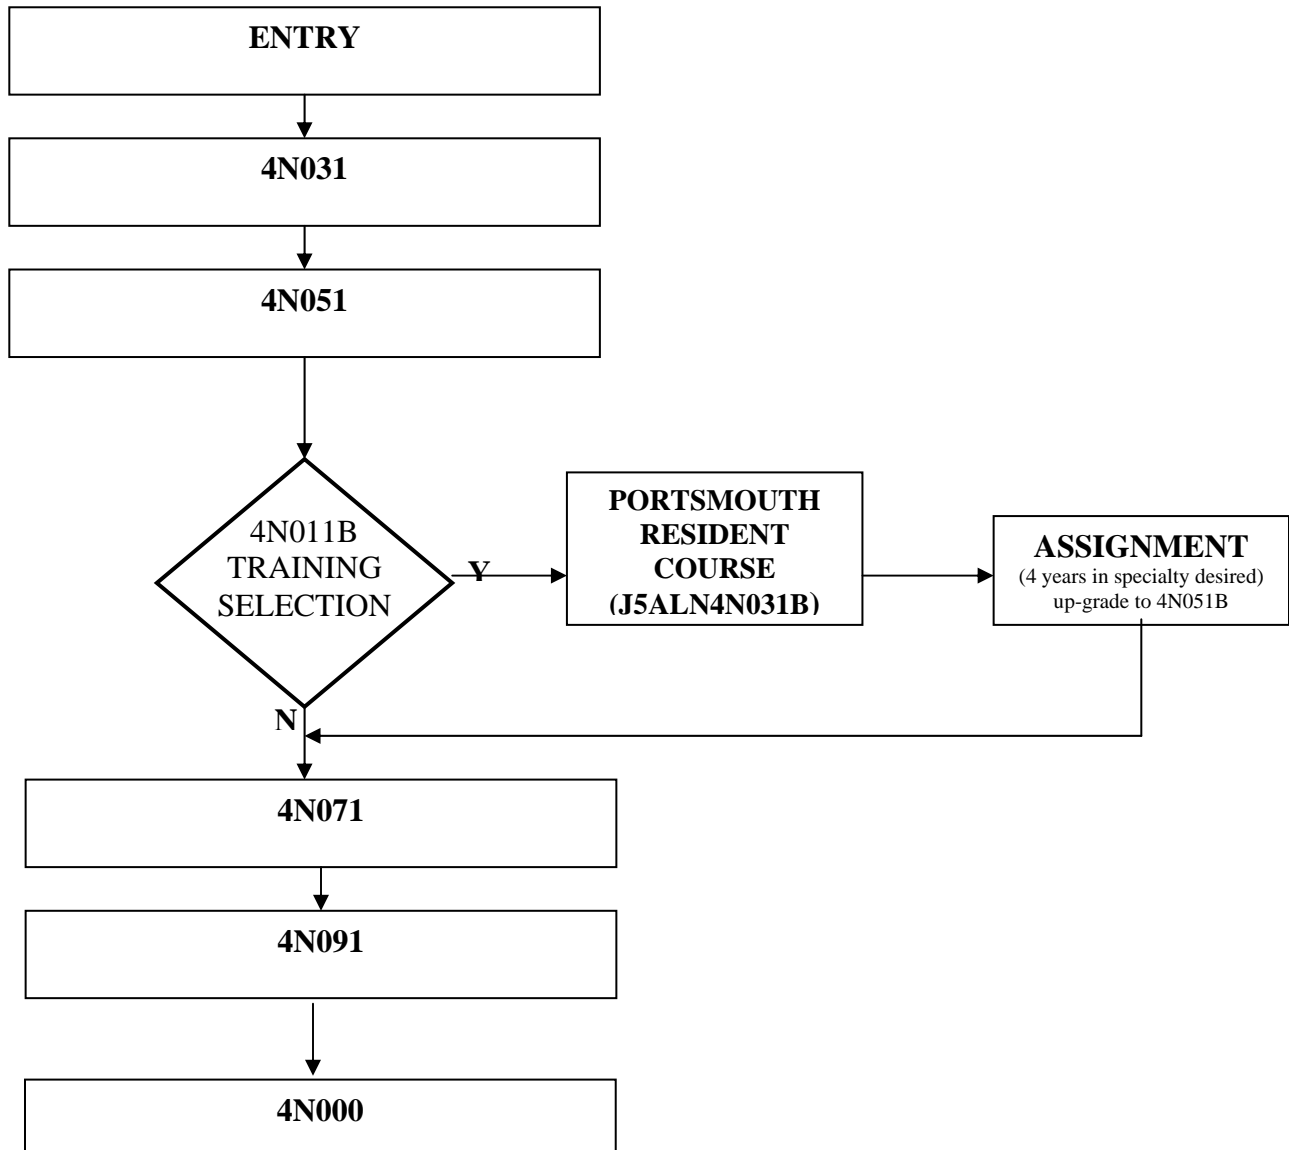 ENTRY
4N031
4N051
4N011B
TRAINING
SELECTION
Y
PORTSMOUTH
RESIDENT
COURSE
(J5ALN4N031B)
ASSIGNMENT
(4 years in specialty desired)
up-grade to 4N051B
N
4N071
4N091
4N000